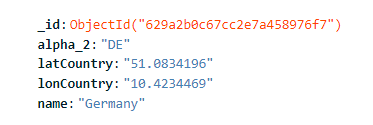 _id: ObjectId("629a2b0c67cc2e7a458976f7")
alpha_2: "DE"
latCountry: "51.0834196"
lonCountry: "10.4234469"
name: "Germany"